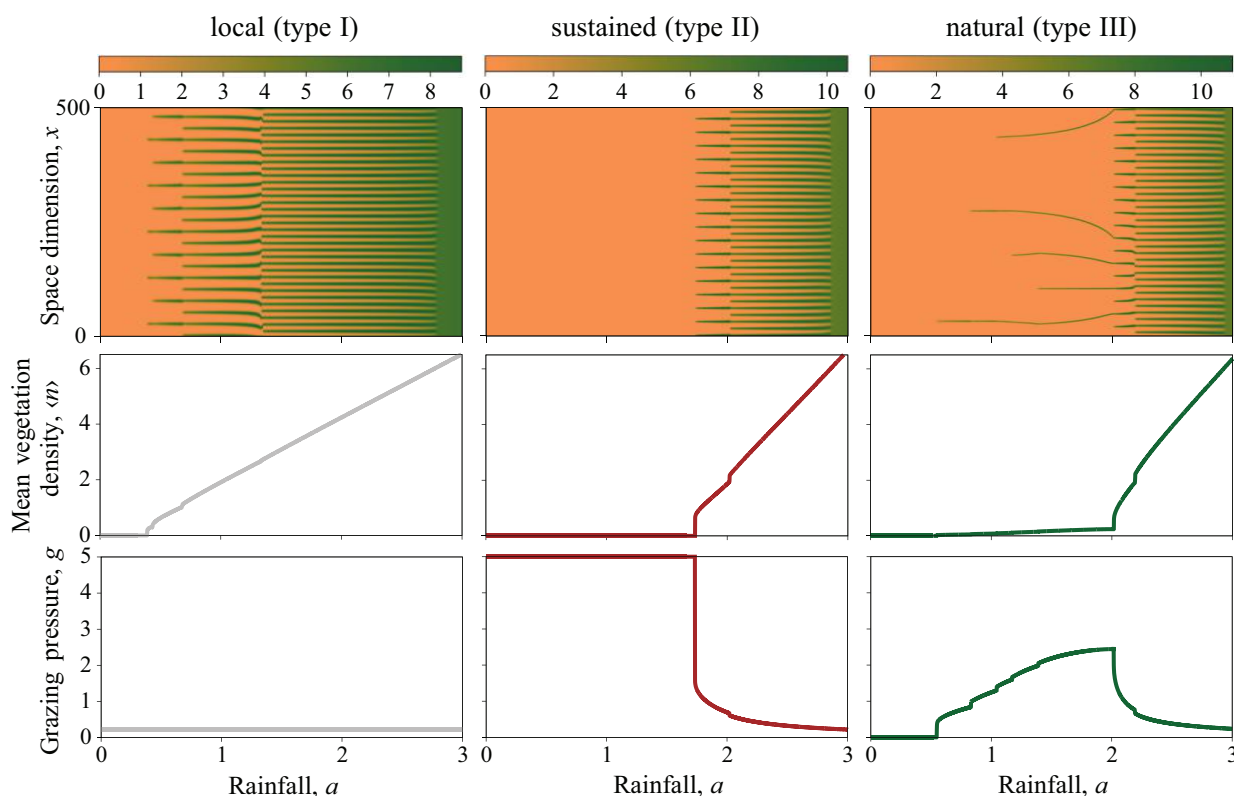 local (type I) sustained (type II) natural (type III)
0 1 2 3 4 5 6 7 8 0 2 4 6 8 10 0 2 4 6 8 10
500
Space dimension, x
0
6
4
2
0
Mean vegetation
density, ⟨n⟩
5
4
3
2
1
0
Grazing pressure, g
0 1 2 3 0 1 2 3 0 1 2 3
Rainfall, a Rainfall, a Rainfall, a